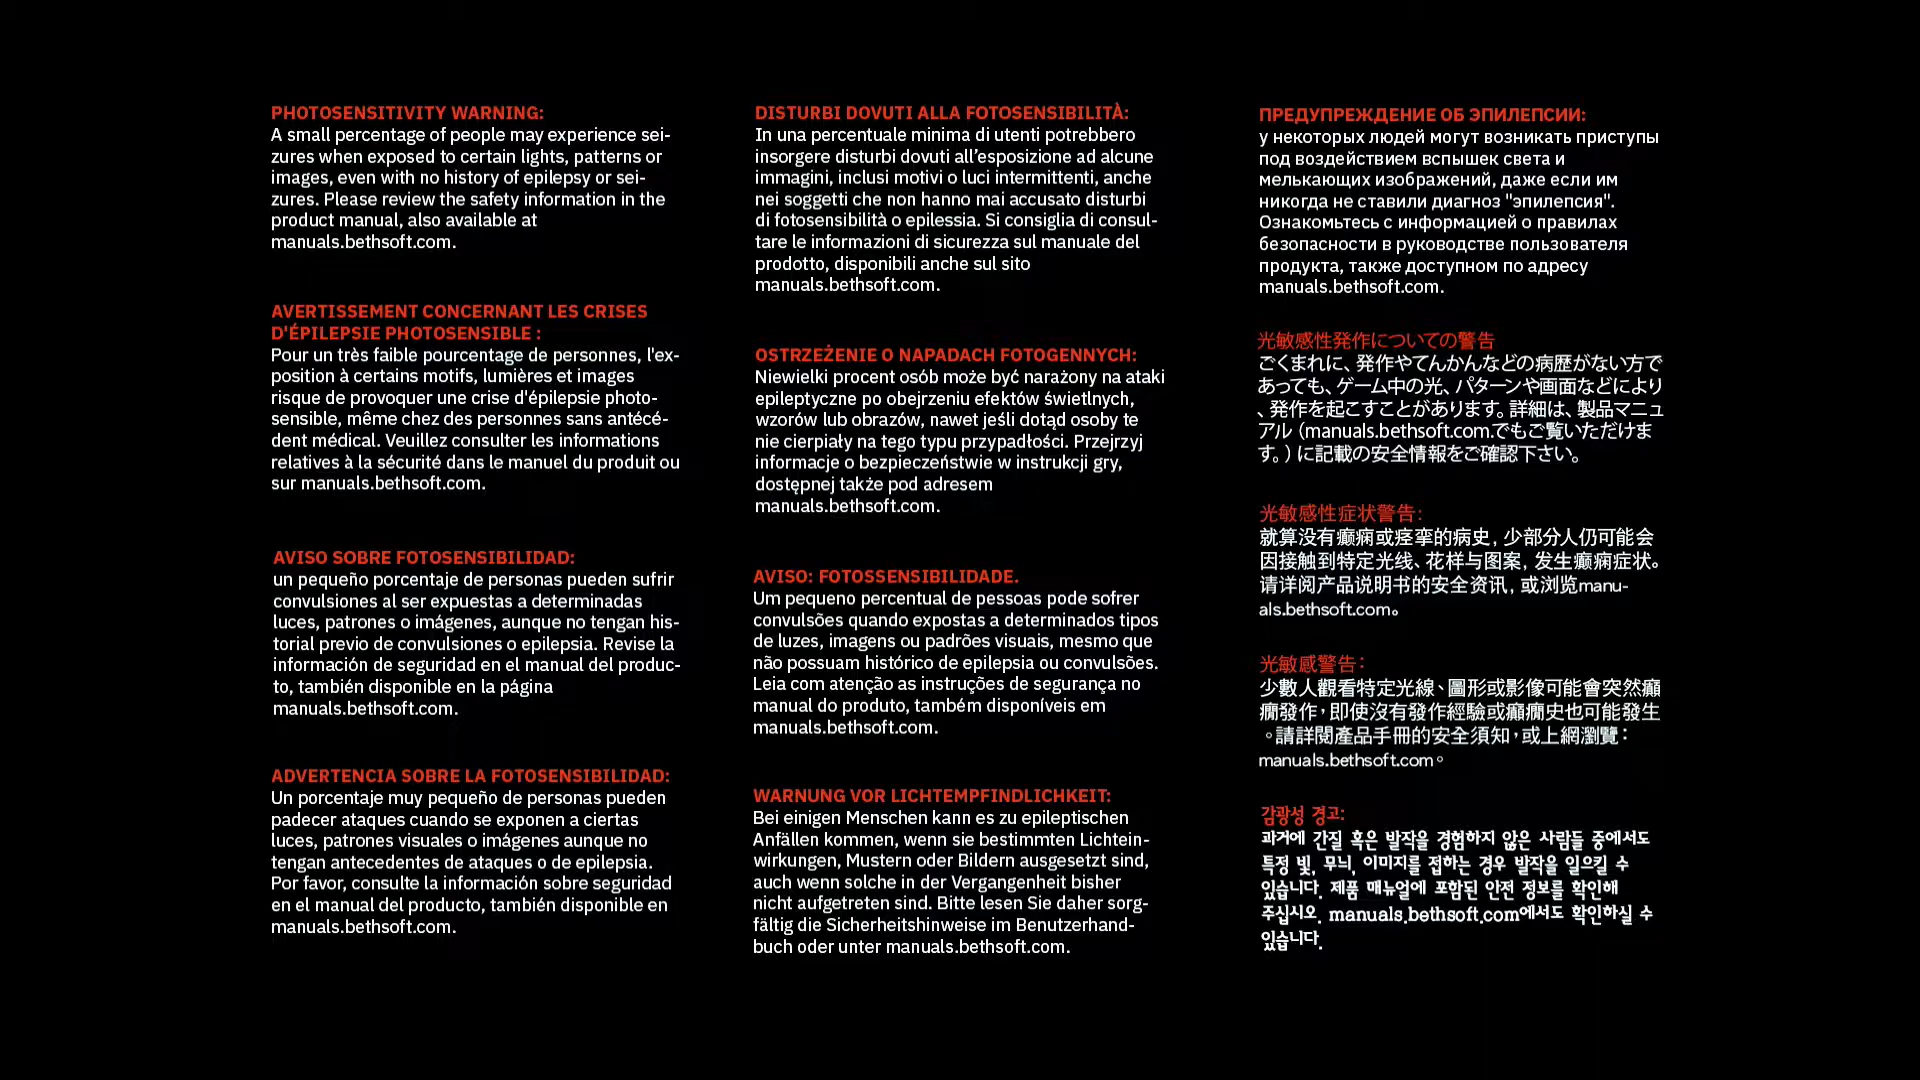 PHOTOSENSITIVITY WARNING:
A small percentage of people may experience sei-
zures when exposed to certain lights, patterns or
images, even with no history of epilepsy or sei-
zures. Please review the safety information in the
product manual, also available at
manuals.bethsoft.com.
AVERTISSEMENT CONCERNANT LES CRISES
D'ÉPILEPSIE PHOTOSENSIBLE :
Pour un très faible pourcentage de personnes, l'ex-
position à certains motifs, lumières et images
risque de provoquer une crise d'épilepsie photo-
sensible, même chez des personnes sans antécé-
dent médical. Veuillez consulter les informations
relatives à la sécurité dans le manuel du produit ou
sur manuals.bethsoft.com.
AVISO SOBRE FOTOSENSIBILIDAD:
un pequeño porcentaje de personas pueden sufrir
convulsiones al ser expuestas a determinadas
luces, patrones o imágenes, aunque no tengan his-
torial previo de convulsiones o epilepsia. Revise la
información de seguridad en el manual del produc-
to, también disponible en la página
manuals.bethsoft.com.
ADVERTENCIA SOBRE LA FOTOSENSIBILIDAD:
Un porcentaje muy pequeño de personas pueden
padecer ataques cuando se exponen a ciertas
luces, patrones visuales o imágenes aunque no
tengan antecedentes de ataques o de epilepsia.
Por favor, consulte la información sobre seguridad
en el manual del producto, también disponible en
manuals.bethsoft.com.
DISTURBI DOVUTI ALLA FOTOSENSIBILITÀ:
In una percentuale minima di utenti potrebbero
insorgere disturbi dovuti all’esposizione ad alcune
immagini, inclusi motivi o luci intermittenti, anche
nei soggetti che non hanno mai accusato disturbi
di fotosensibilità o epilessia. Si consiglia di consul-
tare le informazioni di sicurezza sul manuale del
prodotto, disponibili anche sul sito
manuals.bethsoft.com.
OSTRZEŻENIE O NAPADACH FOTOGENNYCH:
Niewielki procent osób może być narażony na ataki
epileptyczne po obejrzeniu efektów świetlnych,
wzorów lub obrazów, nawet jeśli dotąd osoby te
nie cierpiały na tego typu przypadłości. Przejrzyj
informacje o bezpieczeństwie w instrukcji gry,
dostępnej także pod adresem
manuals.bethsoft.com.
AVISO: FOTOSSENSIBILIDADE.
Um pequeno percentual de pessoas pode sofrer
convulsões quando expostas a determinados tipos
de luzes, imagens ou padrões visuais, mesmo que
não possuam histórico de epilepsia ou convulsões.
Leia com atenção as instruções de segurança no
manual do produto, também disponíveis em
manuals.bethsoft.com.
WARNUNG VOR LICHTEMPFINDLICHKEIT:
Bei einigen Menschen kann es zu epileptischen
Anfällen kommen, wenn sie bestimmten Lichtein-
wirkungen, Mustern oder Bildern ausgesetzt sind,
auch wenn solche in der Vergangenheit bisher
nicht aufgetreten sind. Bitte lesen Sie daher sorg-
fältig die Sicherheitshinweise im Benutzerhand-
buch oder unter manuals.bethsoft.com.
ПРЕДУПРЕЖДЕНИЕ ОБ ЭПИЛЕПСИИ:
у некоторых людей могут возникать приступы
под воздействием вспышек света и
мелькающих изображений, даже если им
никогда не ставили диагноз "эпилепсия".
Ознакомьтесь с информацией о правилах
безопасности в руководстве пользователя
продукта, также доступном по адресу
manuals.bethsoft.com.
光敏感性発作についての警告
ごくまれに、発作やてんかんなどの病歴がない方で
あっても、ゲーム中の光、パターンや画面などにより
、発作を起こすことがあります。詳細は、製品マニュ
アル（manuals.bethsoft.com.でもご覧いただけま
す。）に記載の安全情報をご確認下さい。
光敏感性症状警告：
就算没有癫痫或痉挛的病史，少部分人仍可能会
因接触到特定光线、花样与图案，发生癫痫症状。
请详阅产品说明书的安全资讯，或浏览manu-
als.bethsoft.com。
光敏感警告：
少數人觀看特定光線、圖形或影像可能會突然癲
癇發作，即使沒有發作經驗或癲癇史也可能發生
。請詳閱產品手冊的安全須知，或上網瀏覽：
manuals.bethsoft.com。
감광성 경고:
과거에 간질 혹은 발작을 경험하지 않은 사람들 중에서도
특정 빛, 무늬, 이미지를 접하는 경우 발작을 일으킬 수
있습니다. 제품 매뉴얼에 포함된 안전 정보를 확인해
주십시오. manuals.bethsoft.com에서도 확인하실 수
있습니다.